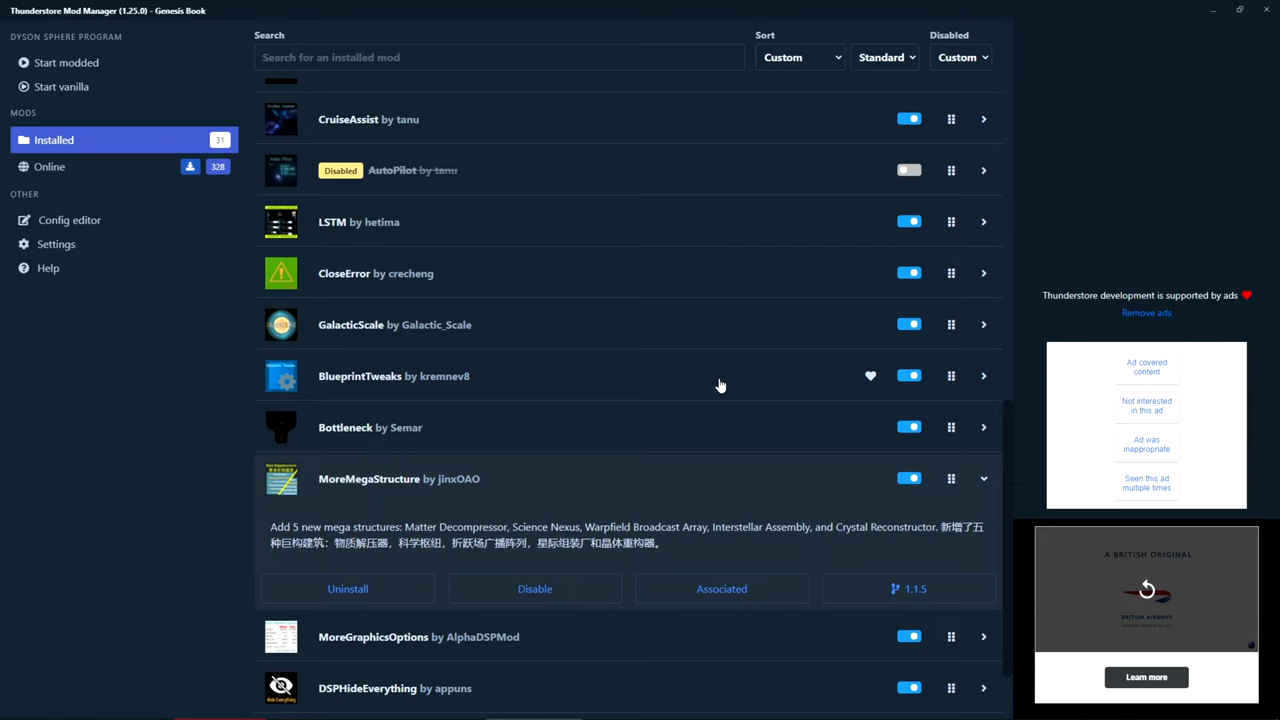 Thunderstore Mod Manager (1.25.0) - Genesis Book
DYSON SPHERE PROGRAM
Start modded
Start vanilla
MODS
Installed 31
Online 328
OTHER
Config editor
Settings
Help
Search
Search for an installed mod
Sort
Custom
Standard
Disabled
Custom
CruiseAssist by tanu
Disabled AutoPilot by tanu
LSTM by hetima
CloseError by crecheng
GalacticScale by Galactic_Scale
BlueprintTweaks by kremnev8
Bottleneck by Semar
MoreMegaStructure by jinxOAO
Add 5 new mega structures: Matter Decompressor, Science Nexus, Warpfield Broadcast Array, Interstellar Assembly, and Crystal Reconstructor. 新增了五
种巨构建筑：物质解压器，科学枢纽，折跃场广播阵列，星际组装厂和晶体重构器。
Uninstall
Disable
Associated
1.1.5
MoreGraphicsOptions by AlphaDSPMod
DSPHideEverything by appuns
Thunderstore development is supported by ads
Remove ads
Ad covered
content
Not interested
in this ad
Ad was
inappropriate
Seen this ad
multiple times
A BRITISH ORIGINAL
BRITISH AIRWAYS
Learn more